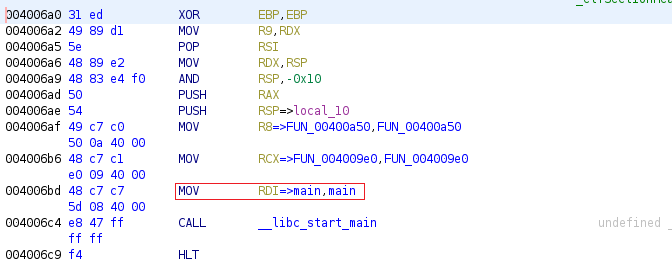 _elfSectionHea
004006a0 31 ed XOR EBP,EBP
004006a2 49 89 d1 MOV R9,RDX
004006a5 5e POP RSI
004006a6 48 89 e2 MOV RDX,RSP
004006a9 48 83 e4 f0 AND RSP,-0x10
004006ad 50 PUSH RAX
004006ae 54 PUSH RSP=>local_10
004006af 49 c7 c0 MOV R8=>FUN_00400a50,FUN_00400a50
50 0a 40 00
004006b6 48 c7 c1 MOV RCX=>FUN_004009e0,FUN_004009e0
e0 09 40 00
004006bd 48 c7 c7 MOV RDI=>main,main
5d 08 40 00
004006c4 e8 47 ff CALL __libc_start_main undefined _
ff ff
004006c9 f4 HLT